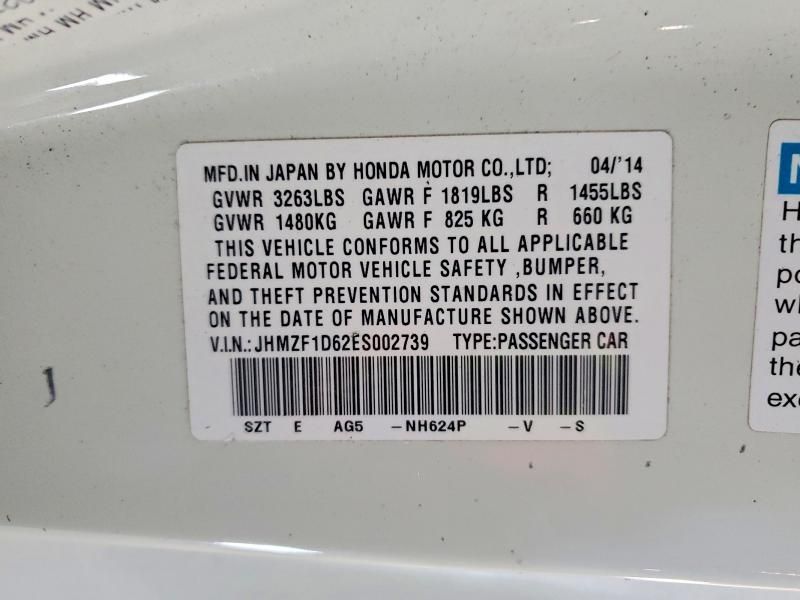 MFD.IN JAPAN BY HONDA MOTOR CO.,LTD; 04/'14
GVWR 3263LBS GAWR F 1819LBS R 1455LBS
GVWR 1480KG GAWR F 825 KG R 660 KG
THIS VEHICLE CONFORMS TO ALL APPLICABLE
FEDERAL MOTOR VEHICLE SAFETY ,BUMPER,
AND THEFT PREVENTION STANDARDS IN EFFECT
ON THE DATE OF MANUFACTURE SHOWN ABOVE.
V.I.N.: JHMZF1D62ES002739 TYPE:PASSENGER CAR
SZT E AG5 -NH624P -V -S